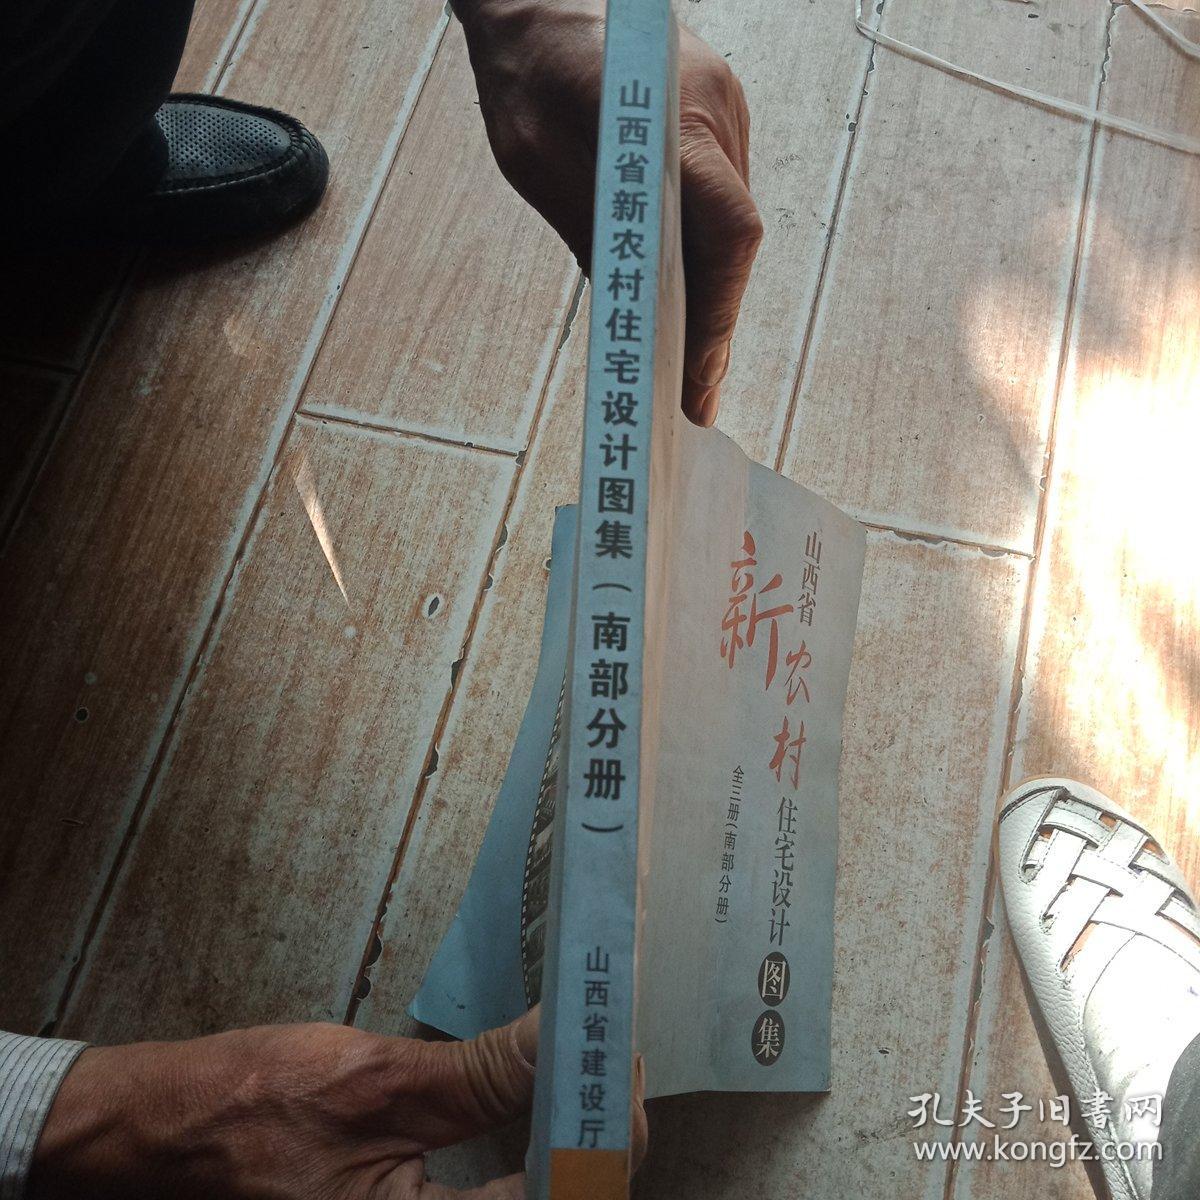 山西省新农村住宅设计图集(南部分册)
山西省建设厅
山西省
新农村
住宅设计
图集
全三册(南部分册)
孔夫子旧書网
www.kongfz.com